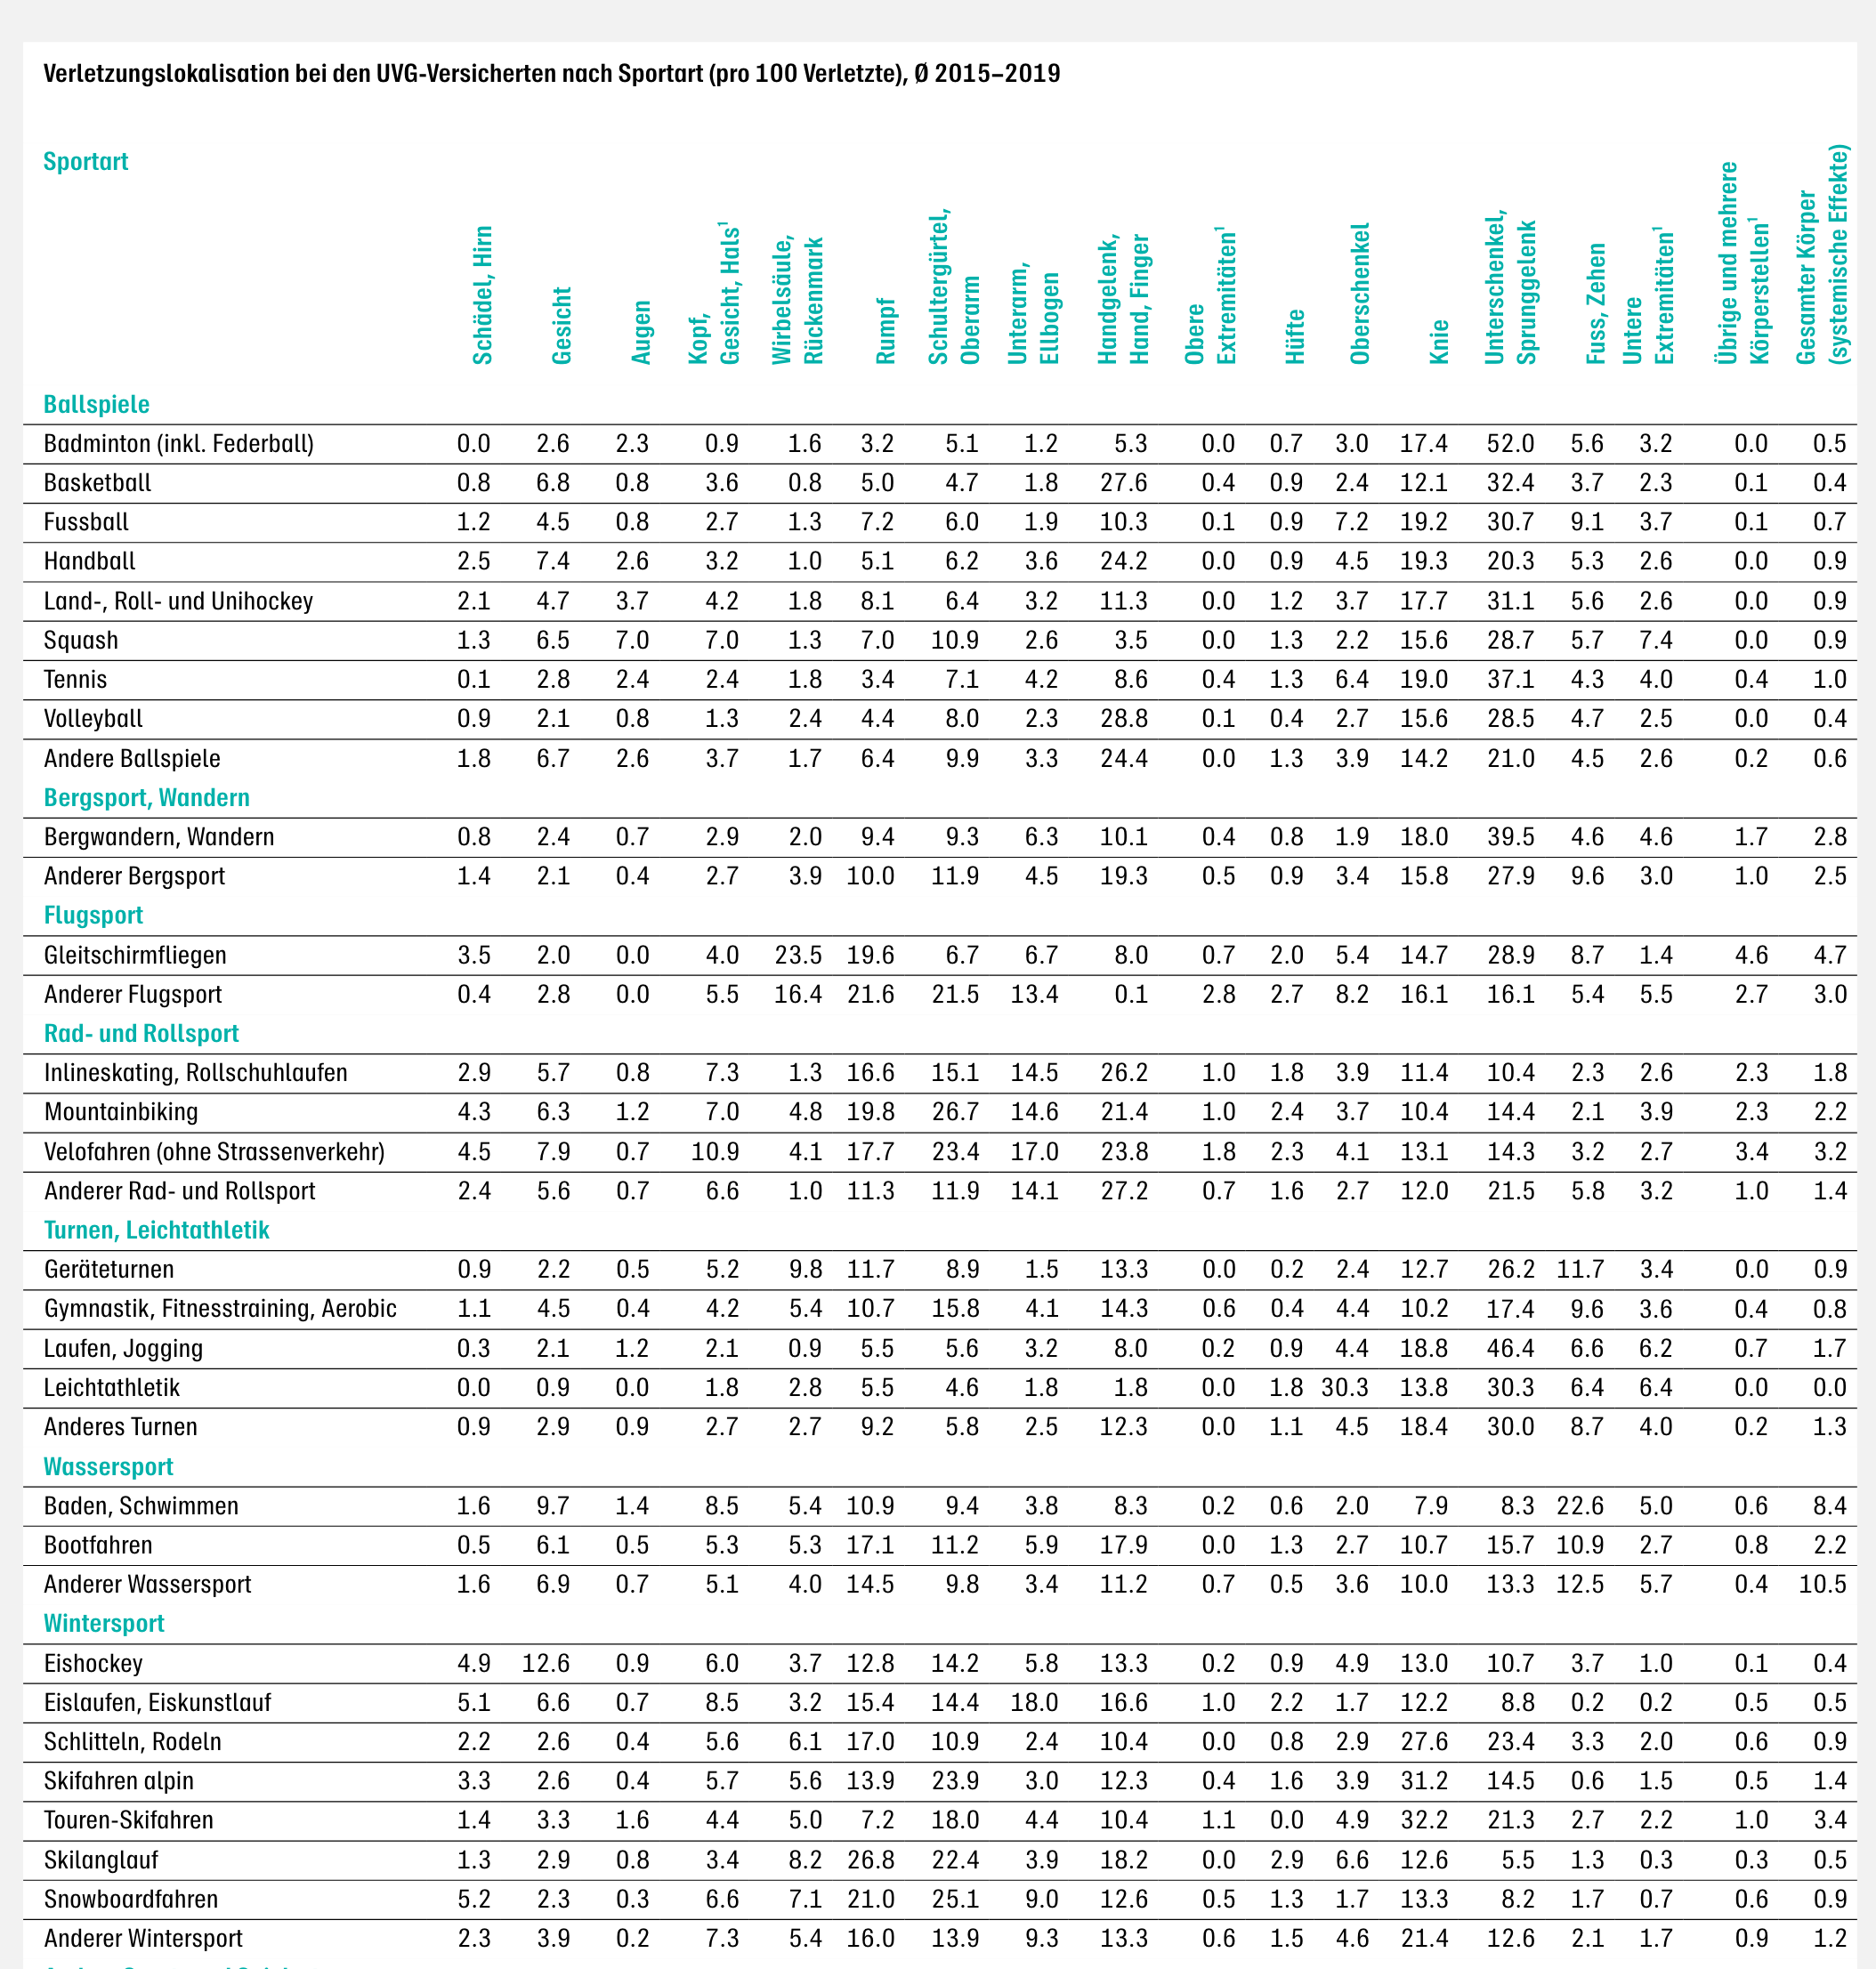 Verletzungslokalisation bei den UVG-Versicherten nach Sportart (pro 100 Verletzte), Ø 2015–2019
Sportart
Schädel, Hirn
Gesicht
Augen
Kopf,
Gesicht, Hals¹
Wirbelsäule,
Rückenmark
Rumpf
Schultergürtel,
Oberarm
Unterarm,
Ellbogen
Handgelenk,
Hand, Finger
Obere
Extremitäten¹
Hüfte
Oberschenkel
Knie
Unterschenkel,
Sprunggelenk
Fuss, Zehen
Untere
Extremitäten¹
Übrige und mehrere
Körperstellen¹
Gesamter Körper
(systemische Effekte)
Ballspiele
Badminton (inkl. Federball) 0.0 2.6 2.3 0.9 1.6 3.2 5.1 1.2 5.3 0.0 0.7 3.0 17.4 52.0 5.6 3.2 0.0 0.5
Basketball 0.8 6.8 0.8 3.6 0.8 5.0 4.7 1.8 27.6 0.4 0.9 2.4 12.1 32.4 3.7 2.3 0.1 0.4
Fussball 1.2 4.5 0.8 2.7 1.3 7.2 6.0 1.9 10.3 0.1 0.9 7.2 19.2 30.7 9.1 3.7 0.1 0.7
Handball 2.5 7.4 2.6 3.2 1.0 5.1 6.2 3.6 24.2 0.0 0.9 4.5 19.3 20.3 5.3 2.6 0.0 0.9
Land-, Roll- und Unihockey 2.1 4.7 3.7 4.2 1.8 8.1 6.4 3.2 11.3 0.0 1.2 3.7 17.7 31.1 5.6 2.6 0.0 0.9
Squash 1.3 6.5 7.0 7.0 1.3 7.0 10.9 2.6 3.5 0.0 1.3 2.2 15.6 28.7 5.7 7.4 0.0 0.9
Tennis 0.1 2.8 2.4 2.4 1.8 3.4 7.1 4.2 8.6 0.4 1.3 6.4 19.0 37.1 4.3 4.0 0.4 1.0
Volleyball 0.9 2.1 0.8 1.3 2.4 4.4 8.0 2.3 28.8 0.1 0.4 2.7 15.6 28.5 4.7 2.5 0.0 0.4
Andere Ballspiele 1.8 6.7 2.6 3.7 1.7 6.4 9.9 3.3 24.4 0.0 1.3 3.9 14.2 21.0 4.5 2.6 0.2 0.6
Bergsport, Wandern
Bergwandern, Wandern 0.8 2.4 0.7 2.9 2.0 9.4 9.3 6.3 10.1 0.4 0.8 1.9 18.0 39.5 4.6 4.6 1.7 2.8
Anderer Bergsport 1.4 2.1 0.4 2.7 3.9 10.0 11.9 4.5 19.3 0.5 0.9 3.4 15.8 27.9 9.6 3.0 1.0 2.5
Flugsport
Gleitschirmfliegen 3.5 2.0 0.0 4.0 23.5 19.6 6.7 6.7 8.0 0.7 2.0 5.4 14.7 28.9 8.7 1.4 4.6 4.7
Anderer Flugsport 0.4 2.8 0.0 5.5 16.4 21.6 21.5 13.4 0.1 2.8 2.7 8.2 16.1 16.1 5.4 5.5 2.7 3.0
Rad- und Rollsport
Inlineskating, Rollschuhlaufen 2.9 5.7 0.8 7.3 1.3 16.6 15.1 14.5 26.2 1.0 1.8 3.9 11.4 10.4 2.3 2.6 2.3 1.8
Mountainbiking 4.3 6.3 1.2 7.0 4.8 19.8 26.7 14.6 21.4 1.0 2.4 3.7 10.4 14.4 2.1 3.9 2.3 2.2
Velofahren (ohne Strassenverkehr) 4.5 7.9 0.7 10.9 4.1 17.7 23.4 17.0 23.8 1.8 2.3 4.1 13.1 14.3 3.2 2.7 3.4 3.2
Anderer Rad- und Rollsport 2.4 5.6 0.7 6.6 1.0 11.3 11.9 14.1 27.2 0.7 1.6 2.7 12.0 21.5 5.8 3.2 1.0 1.4
Turnen, Leichtathletik
Geräteturnen 0.9 2.2 0.5 5.2 9.8 11.7 8.9 1.5 13.3 0.0 0.2 2.4 12.7 26.2 11.7 3.4 0.0 0.9
Gymnastik, Fitnesstraining, Aerobic 1.1 4.5 0.4 4.2 5.4 10.7 15.8 4.1 14.3 0.6 0.4 4.4 10.2 17.4 9.6 3.6 0.4 0.8
Laufen, Jogging 0.3 2.1 1.2 2.1 0.9 5.5 5.6 3.2 8.0 0.2 0.9 4.4 18.8 46.4 6.6 6.2 0.7 1.7
Leichtathletik 0.0 0.9 0.0 1.8 2.8 5.5 4.6 1.8 1.8 0.0 1.8 30.3 13.8 30.3 6.4 6.4 0.0 0.0
Anderes Turnen 0.9 2.9 0.9 2.7 2.7 9.2 5.8 2.5 12.3 0.0 1.1 4.5 18.4 30.0 8.7 4.0 0.2 1.3
Wassersport
Baden, Schwimmen 1.6 9.7 1.4 8.5 5.4 10.9 9.4 3.8 8.3 0.2 0.6 2.0 7.9 8.3 22.6 5.0 0.6 8.4
Bootfahren 0.5 6.1 0.5 5.3 5.3 17.1 11.2 5.9 17.9 0.0 1.3 2.7 10.7 15.7 10.9 2.7 0.8 2.2
Anderer Wassersport 1.6 6.9 0.7 5.1 4.0 14.5 9.8 3.4 11.2 0.7 0.5 3.6 10.0 13.3 12.5 5.7 0.4 10.5
Wintersport
Eishockey 4.9 12.6 0.9 6.0 3.7 12.8 14.2 5.8 13.3 0.2 0.9 4.9 13.0 10.7 3.7 1.0 0.1 0.4
Eislaufen, Eiskunstlauf 5.1 6.6 0.7 8.5 3.2 15.4 14.4 18.0 16.6 1.0 2.2 1.7 12.2 8.8 0.2 0.2 0.5 0.5
Schlitteln, Rodeln 2.2 2.6 0.4 5.6 6.1 17.0 10.9 2.4 10.4 0.0 0.8 2.9 27.6 23.4 3.3 2.0 0.6 0.9
Skifahren alpin 3.3 2.6 0.4 5.7 5.6 13.9 23.9 3.0 12.3 0.4 1.6 3.9 31.2 14.5 0.6 1.5 0.5 1.4
Touren-Skifahren 1.4 3.3 1.6 4.4 5.0 7.2 18.0 4.4 10.4 1.1 0.0 4.9 32.2 21.3 2.7 2.2 1.0 3.4
Skilanglauf 1.3 2.9 0.8 3.4 8.2 26.8 22.4 3.9 18.2 0.0 2.9 6.6 12.6 5.5 1.3 0.3 0.3 0.5
Snowboardfahren 5.2 2.3 0.3 6.6 7.1 21.0 25.1 9.0 12.6 0.5 1.3 1.7 13.3 8.2 1.7 0.7 0.6 0.9
Anderer Wintersport 2.3 3.9 0.2 7.3 5.4 16.0 13.9 9.3 13.3 0.6 1.5 4.6 21.4 12.6 2.1 1.7 0.9 1.2